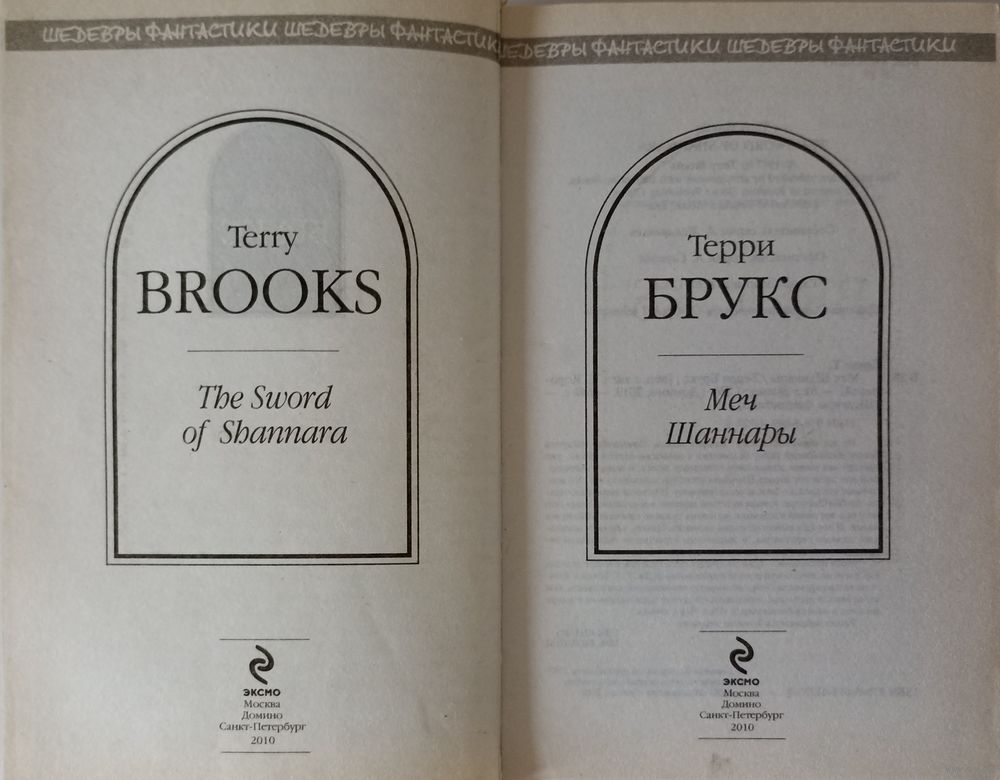 ШЕДЕВРЫ ФАНТАСТИКИ ШЕДЕВРЫ ФАНТАСТИК
Terry
BROOKS
The Sword
of Shannara
ЭКСМО
Москва
Домино
Санкт-Петербург
2010
ШЕДЕВРЫ ФАНТАСТИКИ ШЕДЕВРЫ ФАНТАСТИКИ
Терри
БРУКС
Меч
Шаннары
ЭКСМО
Москва
Домино
Санкт-Петербург
2010